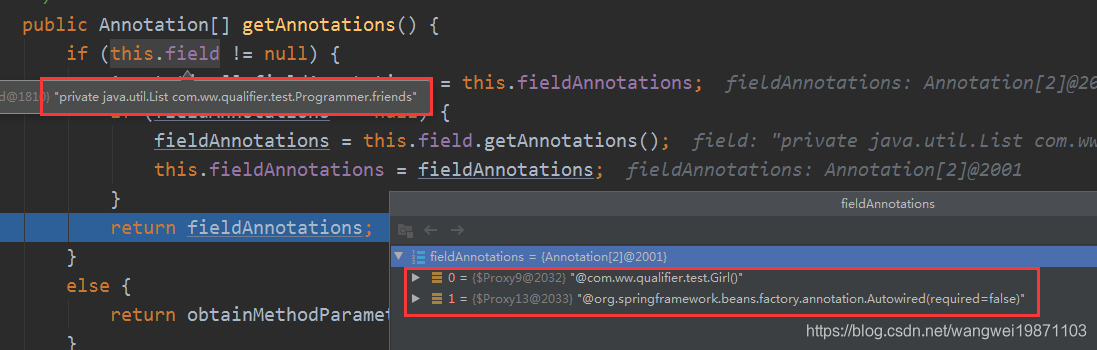 public Annotation[] getAnnotations() {
if (this.field != null) {
= this.fieldAnnotations; fieldAnnotations: Annotation[2]@20
d@1810} "private java.util.List com.ww.qualifier.test.Programmer.friends"
{
fieldAnnotations = this.field.getAnnotations(); field: "private java.util.List com.ww
this.fieldAnnotations = fieldAnnotations; fieldAnnotations: Annotation[2]@2001
}
fieldAnnotations
return fieldAnnotations;
}
fieldAnnotations = {Annotation[2]@2001}
else {
0 = {$Proxy9@2032} "@com.ww.qualifier.test.Girl()"
1 = {$Proxy13@2033} "@org.springframework.beans.factory.annotation.Autowired(required=false)"
return obtainMethodParamet
}
https://blog.csdn.net/wangwei19871103